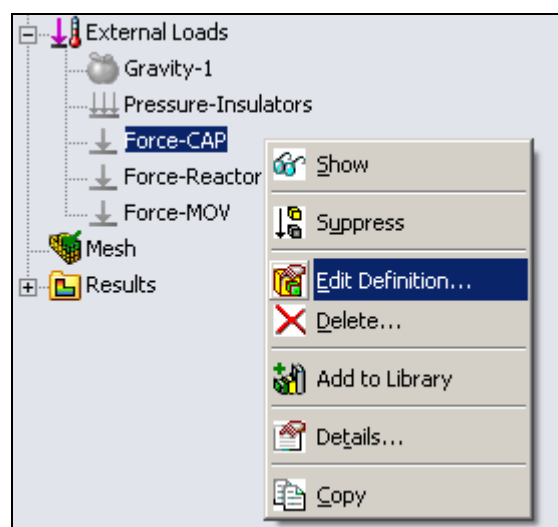 External Loads
Gravity-1
Pressure-Insulators
Force-CAP
Force-Reactor
Force-MOV
Mesh
Results
Show
Suppress
Edit Definition...
Delete...
Add to Library
Details...
Copy